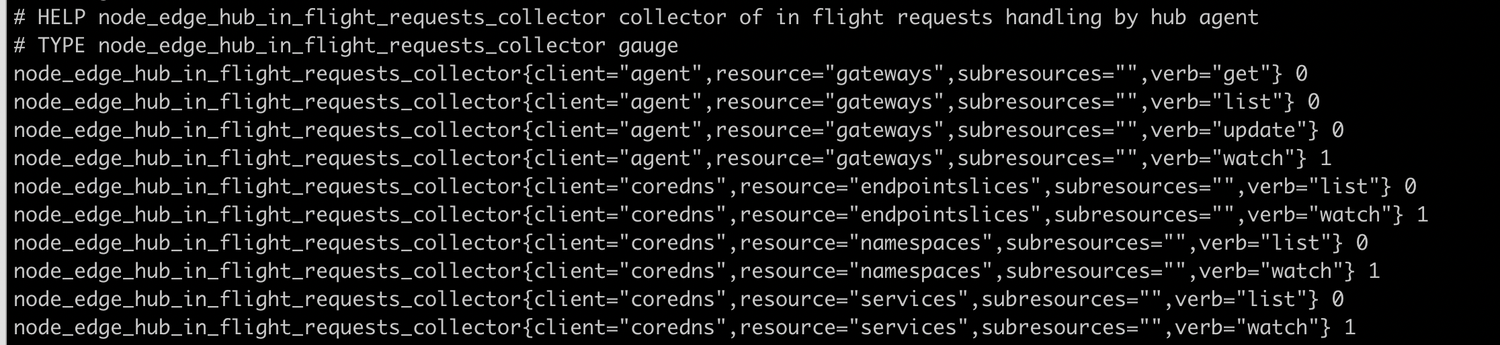 # HELP node_edge_hub_in_flight_requests_collector collector of in flight requests handling by hub agent
# TYPE node_edge_hub_in_flight_requests_collector gauge
node_edge_hub_in_flight_requests_collector{client="agent",resource="gateways",subresources="",verb="get"} 0
node_edge_hub_in_flight_requests_collector{client="agent",resource="gateways",subresources="",verb="list"} 0
node_edge_hub_in_flight_requests_collector{client="agent",resource="gateways",subresources="",verb="update"} 0
node_edge_hub_in_flight_requests_collector{client="agent",resource="gateways",subresources="",verb="watch"} 1
node_edge_hub_in_flight_requests_collector{client="coredns",resource="endpointslices",subresources="",verb="list"} 0
node_edge_hub_in_flight_requests_collector{client="coredns",resource="endpointslices",subresources="",verb="watch"} 1
node_edge_hub_in_flight_requests_collector{client="coredns",resource="namespaces",subresources="",verb="list"} 0
node_edge_hub_in_flight_requests_collector{client="coredns",resource="namespaces",subresources="",verb="watch"} 1
node_edge_hub_in_flight_requests_collector{client="coredns",resource="services",subresources="",verb="list"} 0
node_edge_hub_in_flight_requests_collector{client="coredns",resource="services",subresources="",verb="watch"} 1